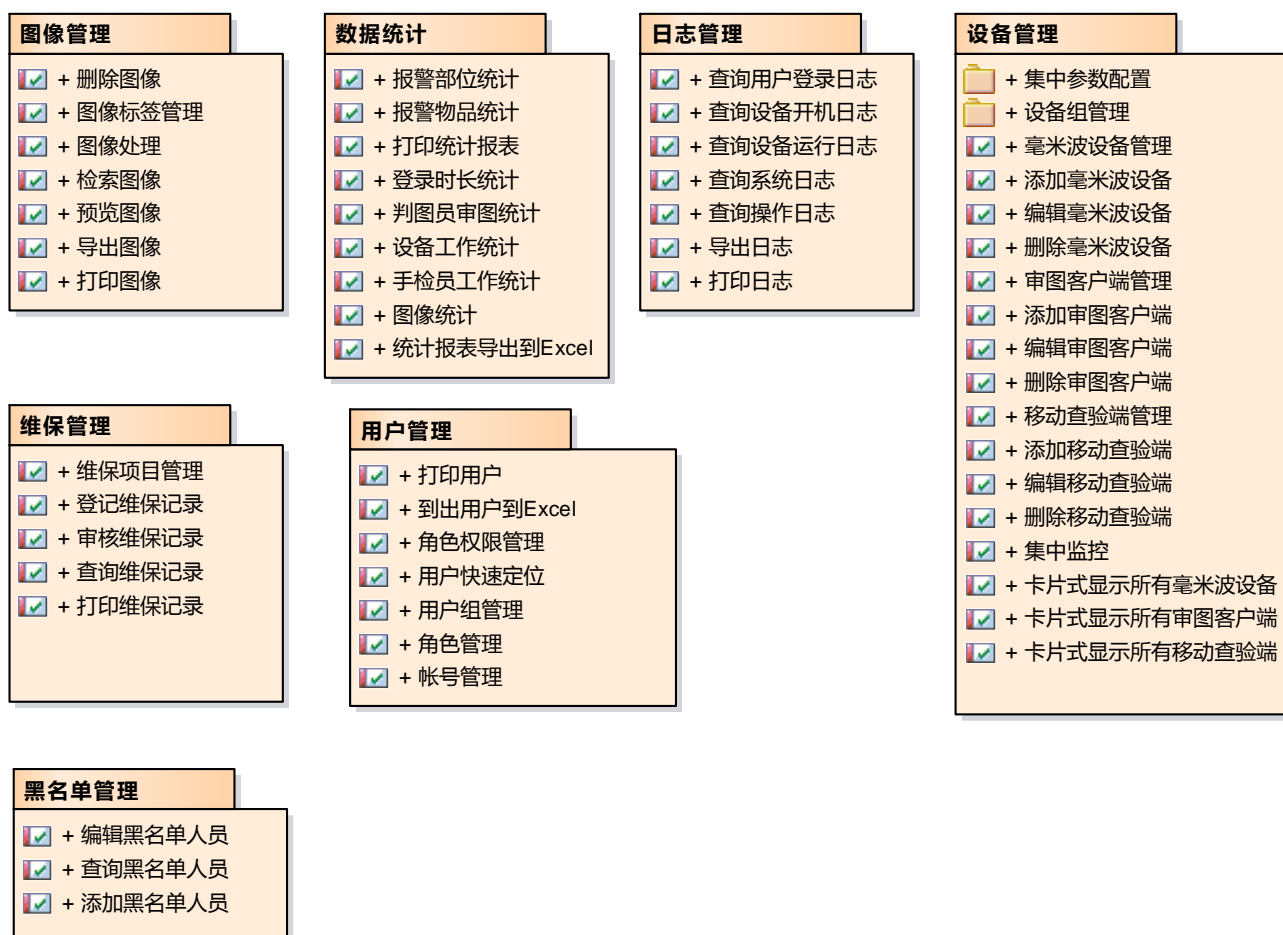 图像管理
+ 删除图像
+ 图像标签管理
+ 图像处理
+ 检索图像
+ 预览图像
+ 导出图像
+ 打印图像
数据统计
+ 报警部位统计
+ 报警物品统计
+ 打印统计报表
+ 登录时长统计
+ 判图员审图统计
+ 设备工作统计
+ 手检员工作统计
+ 图像统计
+ 统计报表导出到Excel
日志管理
+ 查询用户登录日志
+ 查询设备开机日志
+ 查询设备运行日志
+ 查询系统日志
+ 查询操作日志
+ 导出日志
+ 打印日志
设备管理
+ 集中参数配置
+ 设备组管理
+ 毫米波设备管理
+ 添加毫米波设备
+ 编辑毫米波设备
+ 删除毫米波设备
+ 审图客户端管理
+ 添加审图客户端
+ 编辑审图客户端
+ 删除审图客户端
+ 移动查验端管理
+ 添加移动查验端
+ 编辑移动查验端
+ 删除移动查验端
+ 集中监控
+ 卡片式显示所有毫米波设备
+ 卡片式显示所有审图客户端
+ 卡片式显示所有移动查验端
维保管理
+ 维保项目管理
+ 登记维保记录
+ 审核维保记录
+ 查询维保记录
+ 打印维保记录
用户管理
+ 打印用户
+ 到出用户到Excel
+ 角色权限管理
+ 用户快速定位
+ 用户组管理
+ 角色管理
+ 帐号管理
黑名单管理
+ 编辑黑名单人员
+ 查询黑名单人员
+ 添加黑名单人员